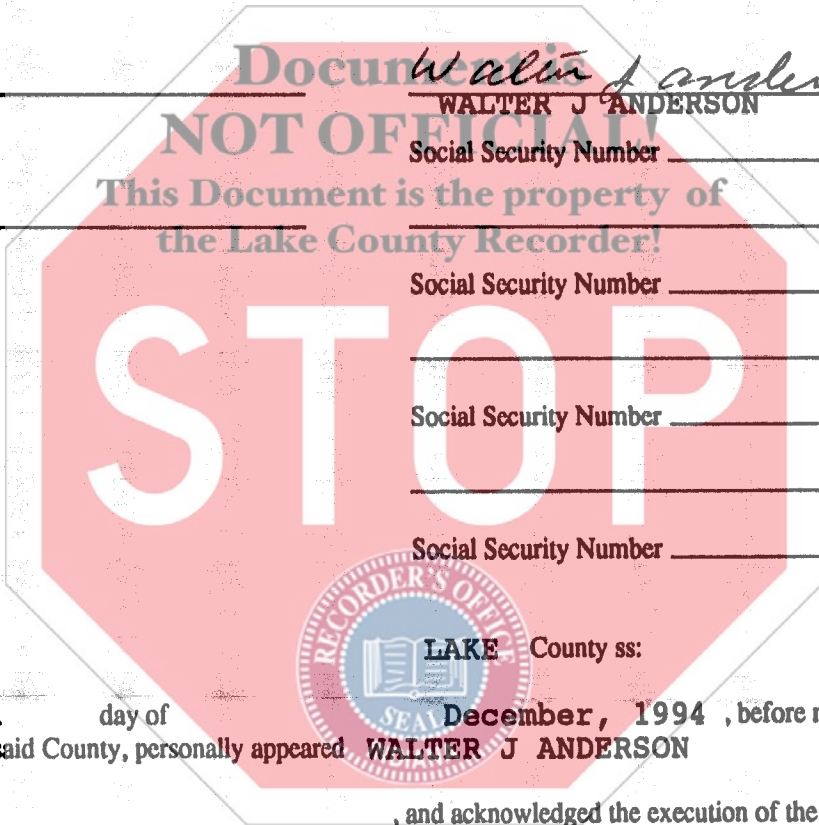 Document is
Walter J Ander
WALTER J ANDERSON
NOT OFFICIAL!
Social Security Number
This Document is the property of
the Lake County Recorder!
Social Security Number
STOP
Social Security Number
Social Security Number
RECORDER'S OFFICE
LAKE County ss:
day of December, 1994 , before
SEAL
said County, personally appeared WALTER J ANDERSON
, and acknowledged the execution of the